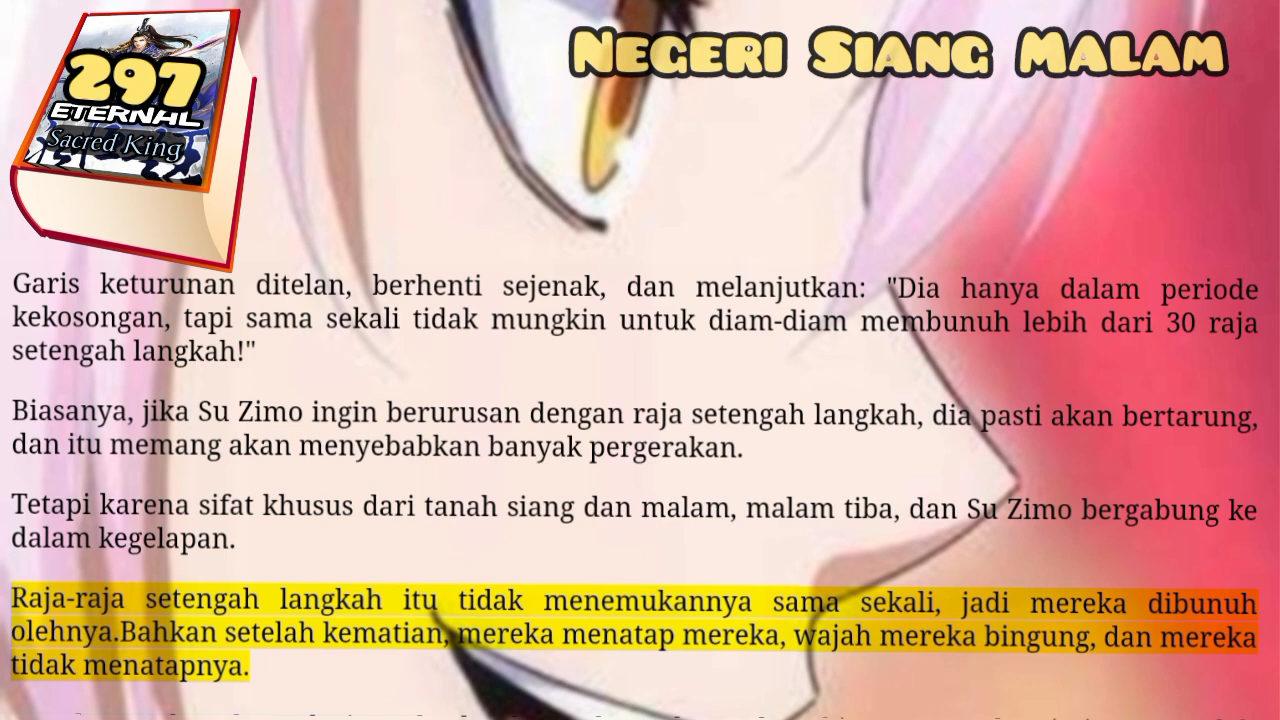 297
ETERNAL
Sacred King
NEGERI SIANG MALAM
Garis keturunan ditelan, berhenti sejenak, dan melanjutkan: "Dia hanya dalam periode
kekosongan, tapi sama sekali tidak mungkin untuk diam-diam membunuh lebih dari 30 raja
setengah langkah!"
Biasanya, jika Su Zimo ingin berurusan dengan raja setengah langkah, dia pasti akan bertarung,
dan itu memang akan menyebabkan banyak pergerakan.
Tetapi karena sifat khusus dari tanah siang dan malam, malam tiba, dan Su Zimo bergabung ke
dalam kegelapan.
Raja-raja setengah langkah itu tidak menemukannya sama sekali, jadi mereka dibunuh
olehnya.Bahkan setelah kematian, mereka menatap mereka, wajah mereka bingung, dan mereka
tidak menatapnya.